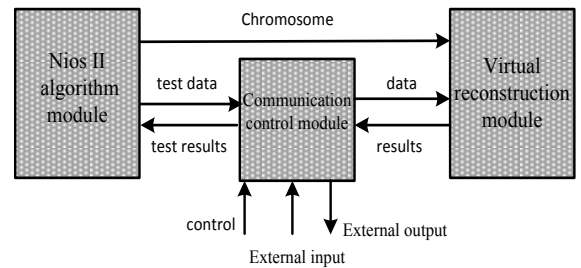 Chromosome
Nios II
algorithm
module
test data
test results
Communication
control module
data
results
Virtual
reconstruction
module
control
External input
External output